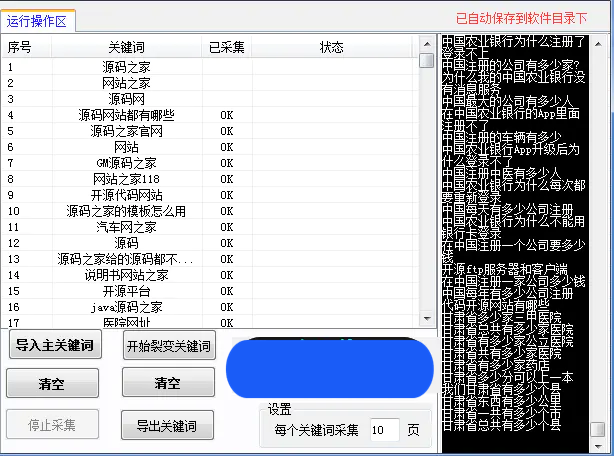 运行操作区
已自动保存到软件目录下
序号 关键词 已采集 状态
1 源码之家
2 网站之家
3 源码网
4 源码网站都有哪些 OK
5 源码之家官网 OK
6 网站 OK
7 GM源码之家 OK
8 网站之家118 OK
9 开源代码网站 OK
10 源码之家的模板怎么用 OK
11 汽车网之家 OK
12 源码 OK
13 源码之家给的源码都不... OK
14 说明书网站之家 OK
15 开源平台 OK
16 java源码之家 OK
17 医院网址 OK
导入主关键词 开始裂变关键词
清空 清空
停止采集 导出关键词
设置
每个关键词采集 10 页
中国农业银行为什么注册了
登录不上
中国注册的公司有多少家?
为什么我的中国农业银行没
有消息服务
中国最大的公司有多少人
在中国农业银行的App里面
注册不了
中国注册的车辆有多少
中国农业银行App升级后为
什么登录不了
中国注册中医有多少人
中国农业银行为什么每次都
要重新登录
中国每天有多少公司注册
中国农业银行为什么不能用
银行卡登录
在中国注册一个公司要多少
钱
开源ftp服务器和客户端
在中国注册一家公司多少钱
中国每年有多少公司注册
代码开源网站有哪些
甘肃省多少家三甲医院
甘肃省总共有多少家医院
甘肃省有多少家公立医院
甘肃省共有多少家医院
甘肃省有多少家药店
甘肃省多少分可以上一本
我们甘肃省有多少个县
甘肃省东西有多少公里
甘肃省一共有多少个市
甘肃省总共有多少个县